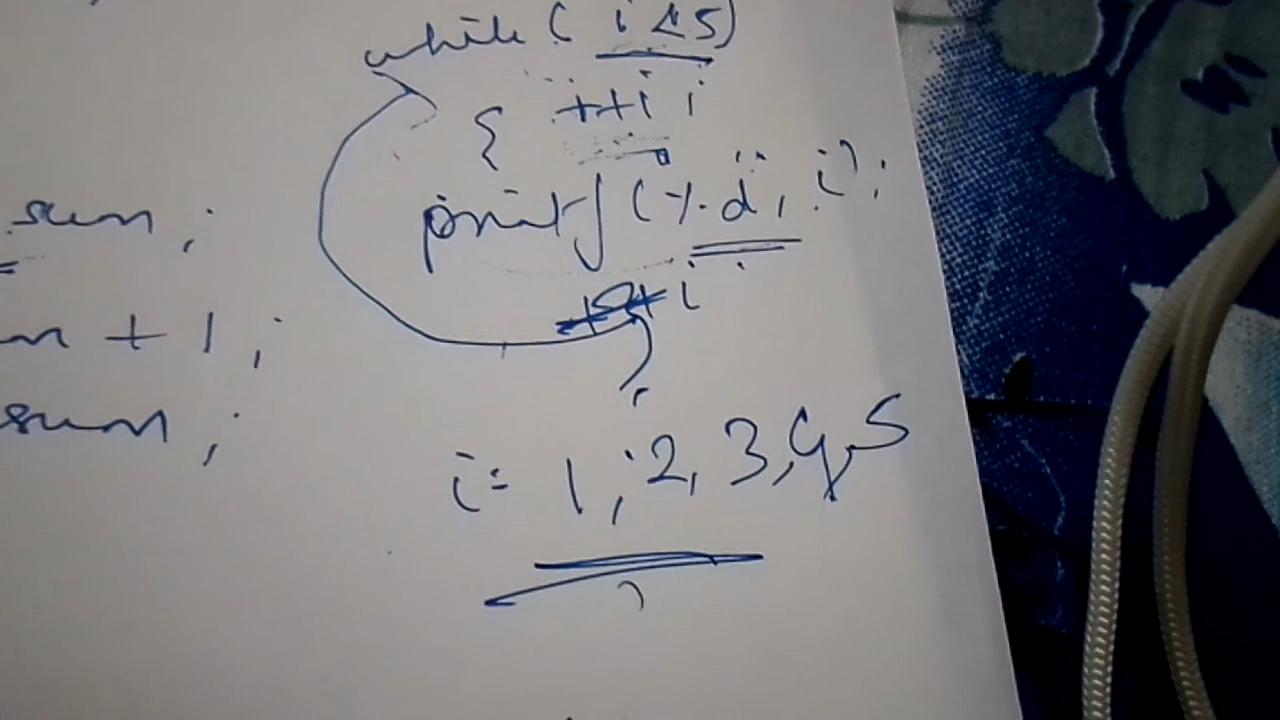 while ( i < 5)
{ ++i ;
printf ( %.d, i);
i
i = 1, 2, 3, 4, 5
sum ;
+ 1 ;
sum ;